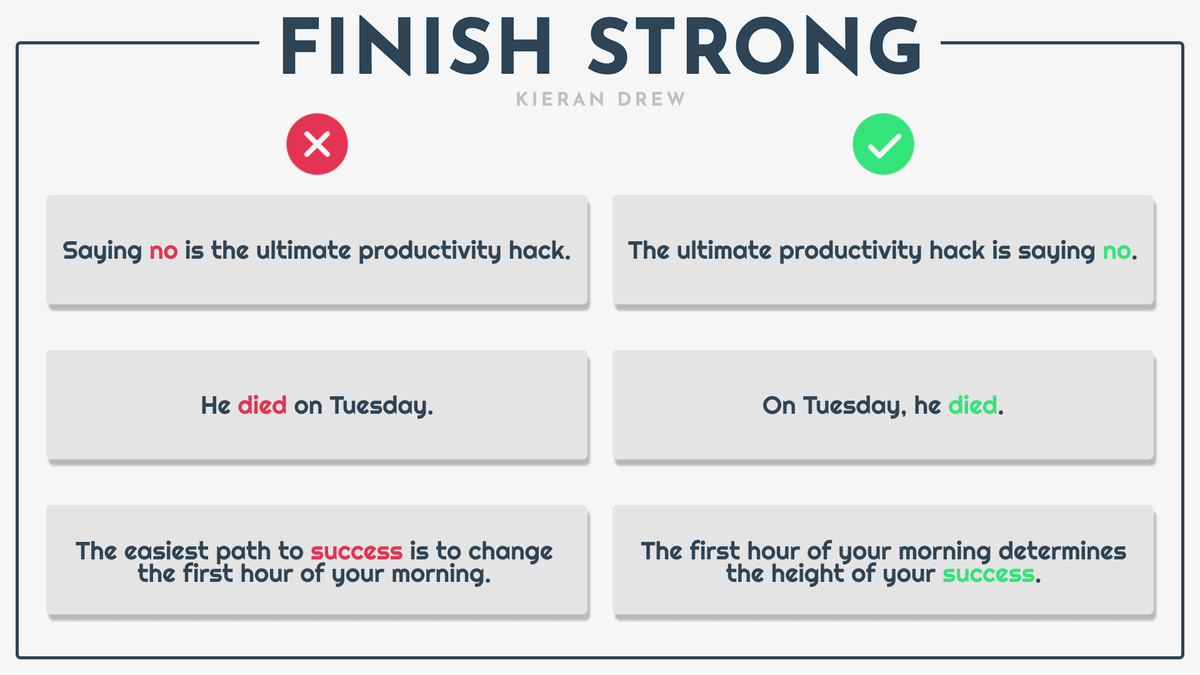 FINISH STRONG
KIERAN DREW
Saying no is the ultimate productivity hack.
The ultimate productivity hack is saying no.
He died on Tuesday.
On Tuesday, he died.
The easiest path to success is to change
the first hour of your morning.
The first hour of your morning determines
the height of your success.